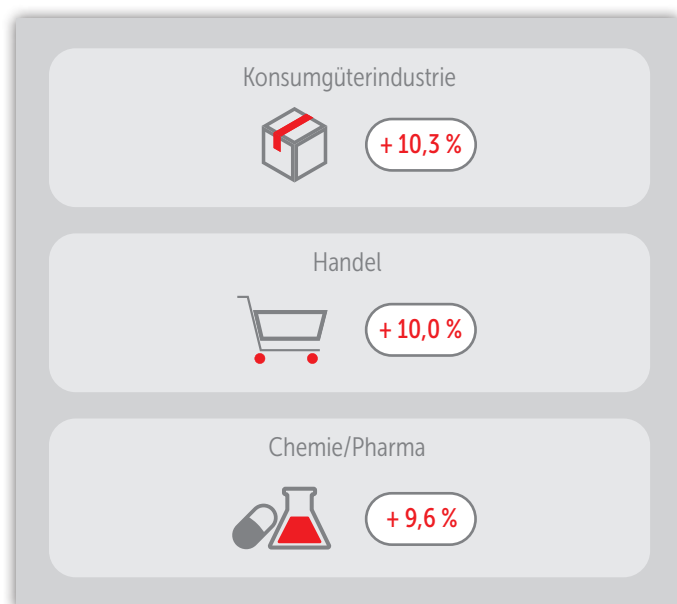 Konsumgüterindustrie
+ 10,3 %
Handel
+ 10,0 %
Chemie/Pharma
+ 9,6 %